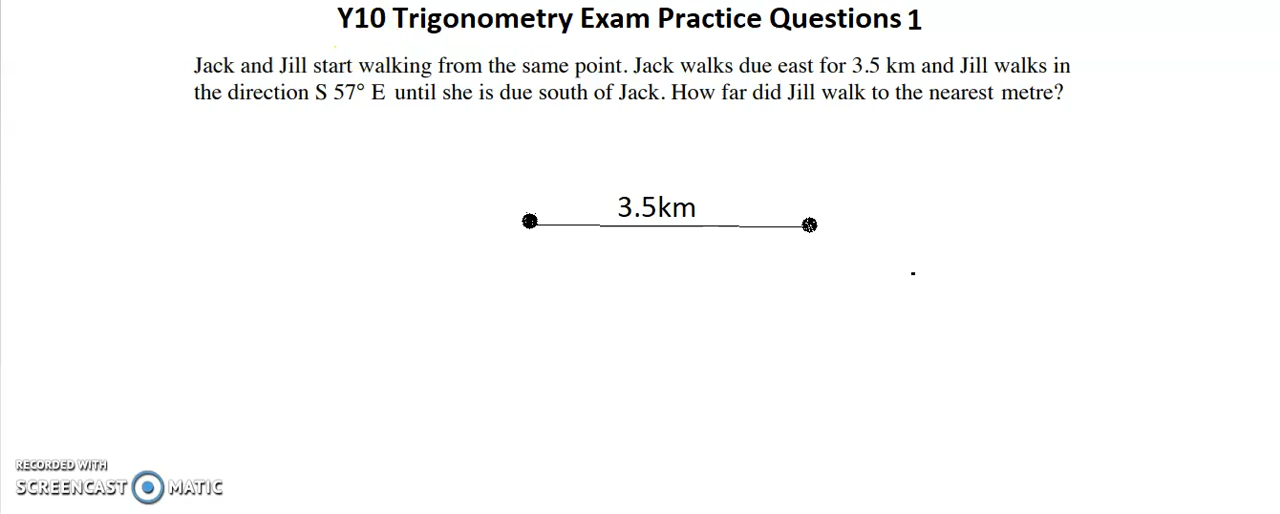 Y10 Trigonometry Exam Practice Questions 1
Jack and Jill start walking from the same point. Jack walks due east for 3.5 km and Jill walks in
the direction S 57° E until she is due south of Jack. How far did Jill walk to the nearest metre?
3.5km
RECORDED WITH
SCREENCAST MATIC